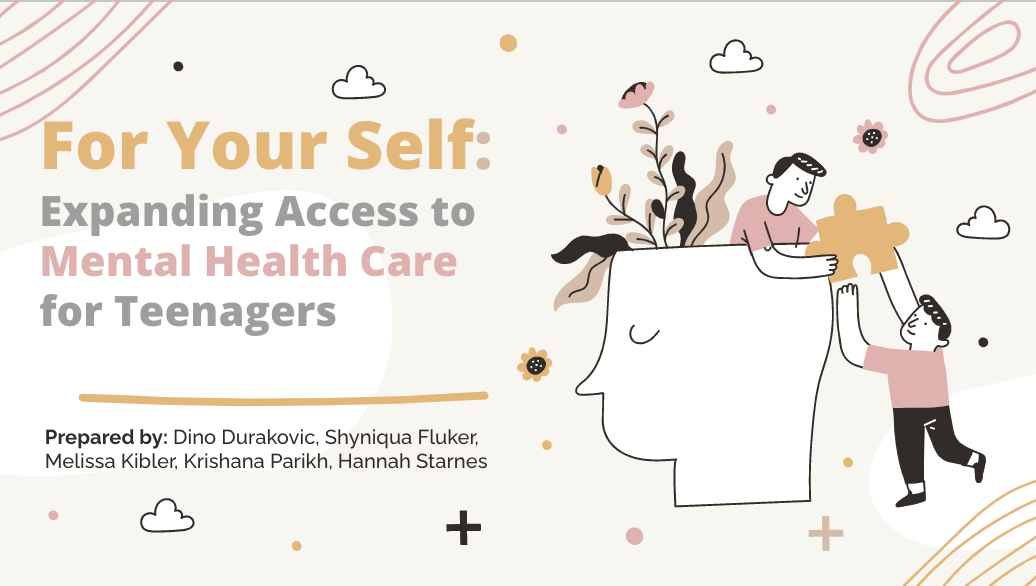 For Your Self:
Expanding Access to
Mental Health Care
for Teenagers
Prepared by: Dino Durakovic, Shyniqua Fluker,
Melissa Kibler, Krishana Parikh, Hannah Starnes